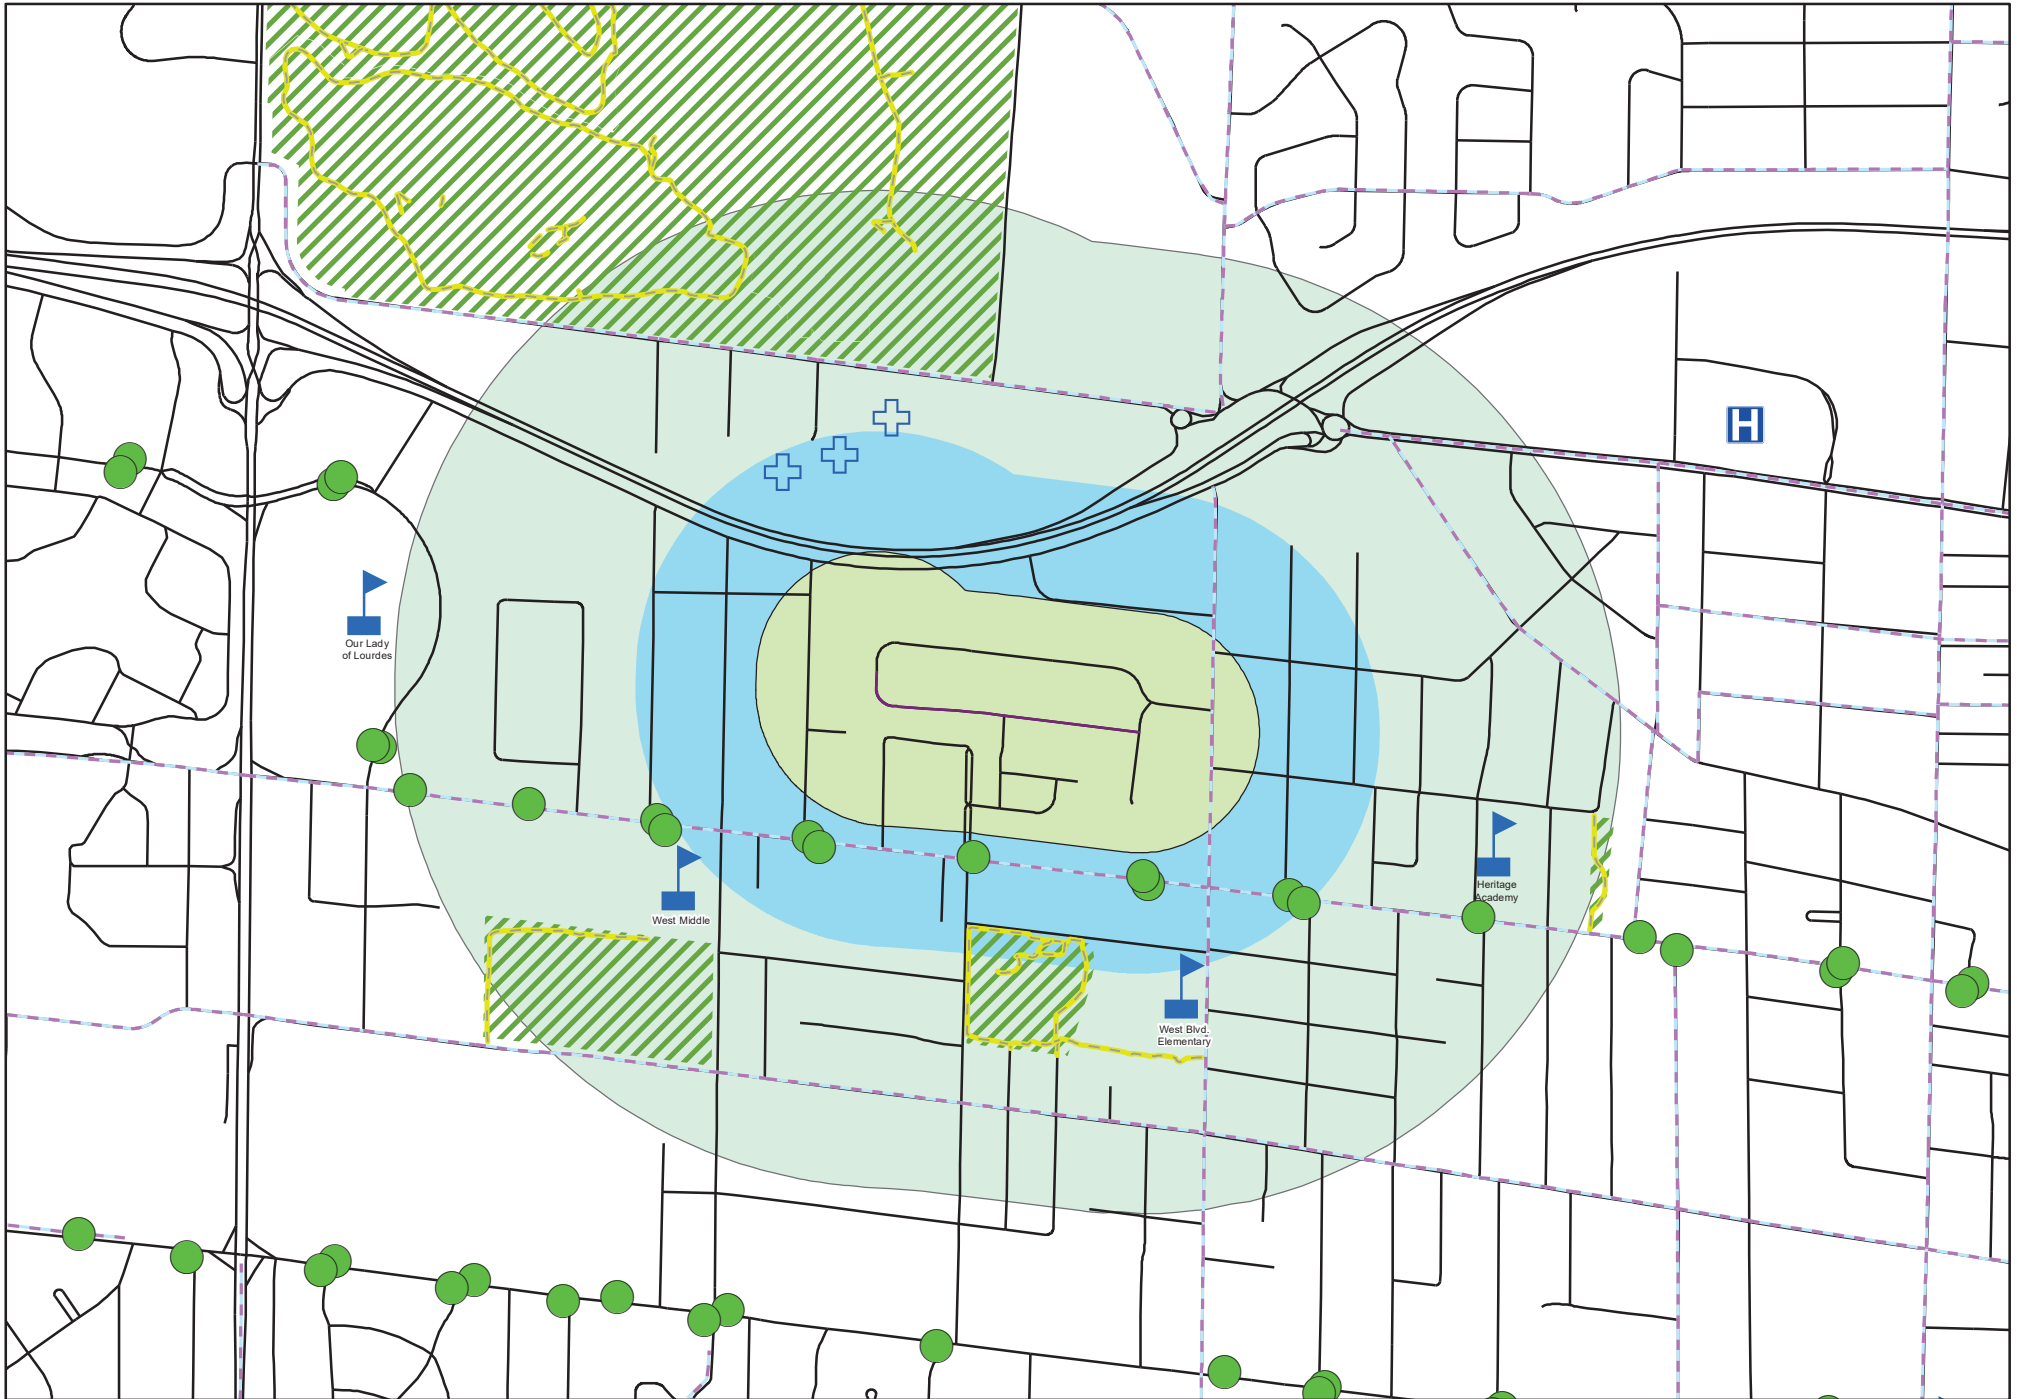 H
Our Lady
of Lourdes
West Middle
Heritage
Academy
West Blvd.
Elementary